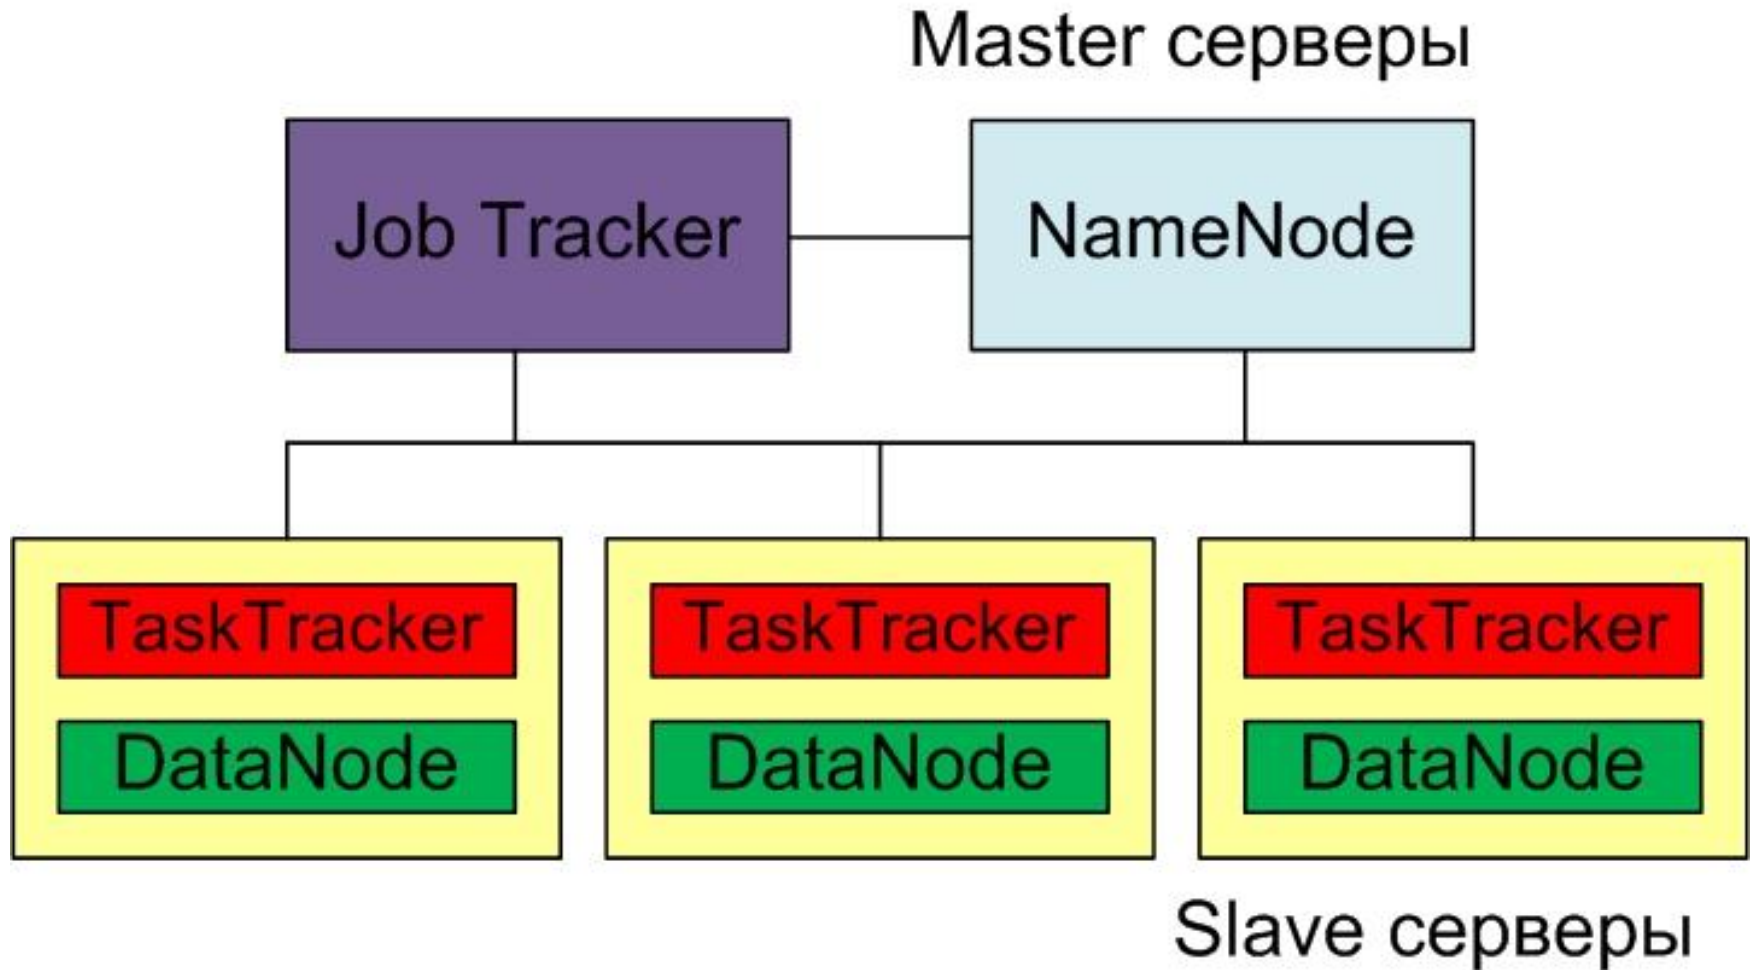 Master серверы
Job Tracker
NameNode
TaskTracker
TaskTracker
TaskTracker
DataNode
DataNode
DataNode
Slave серверы